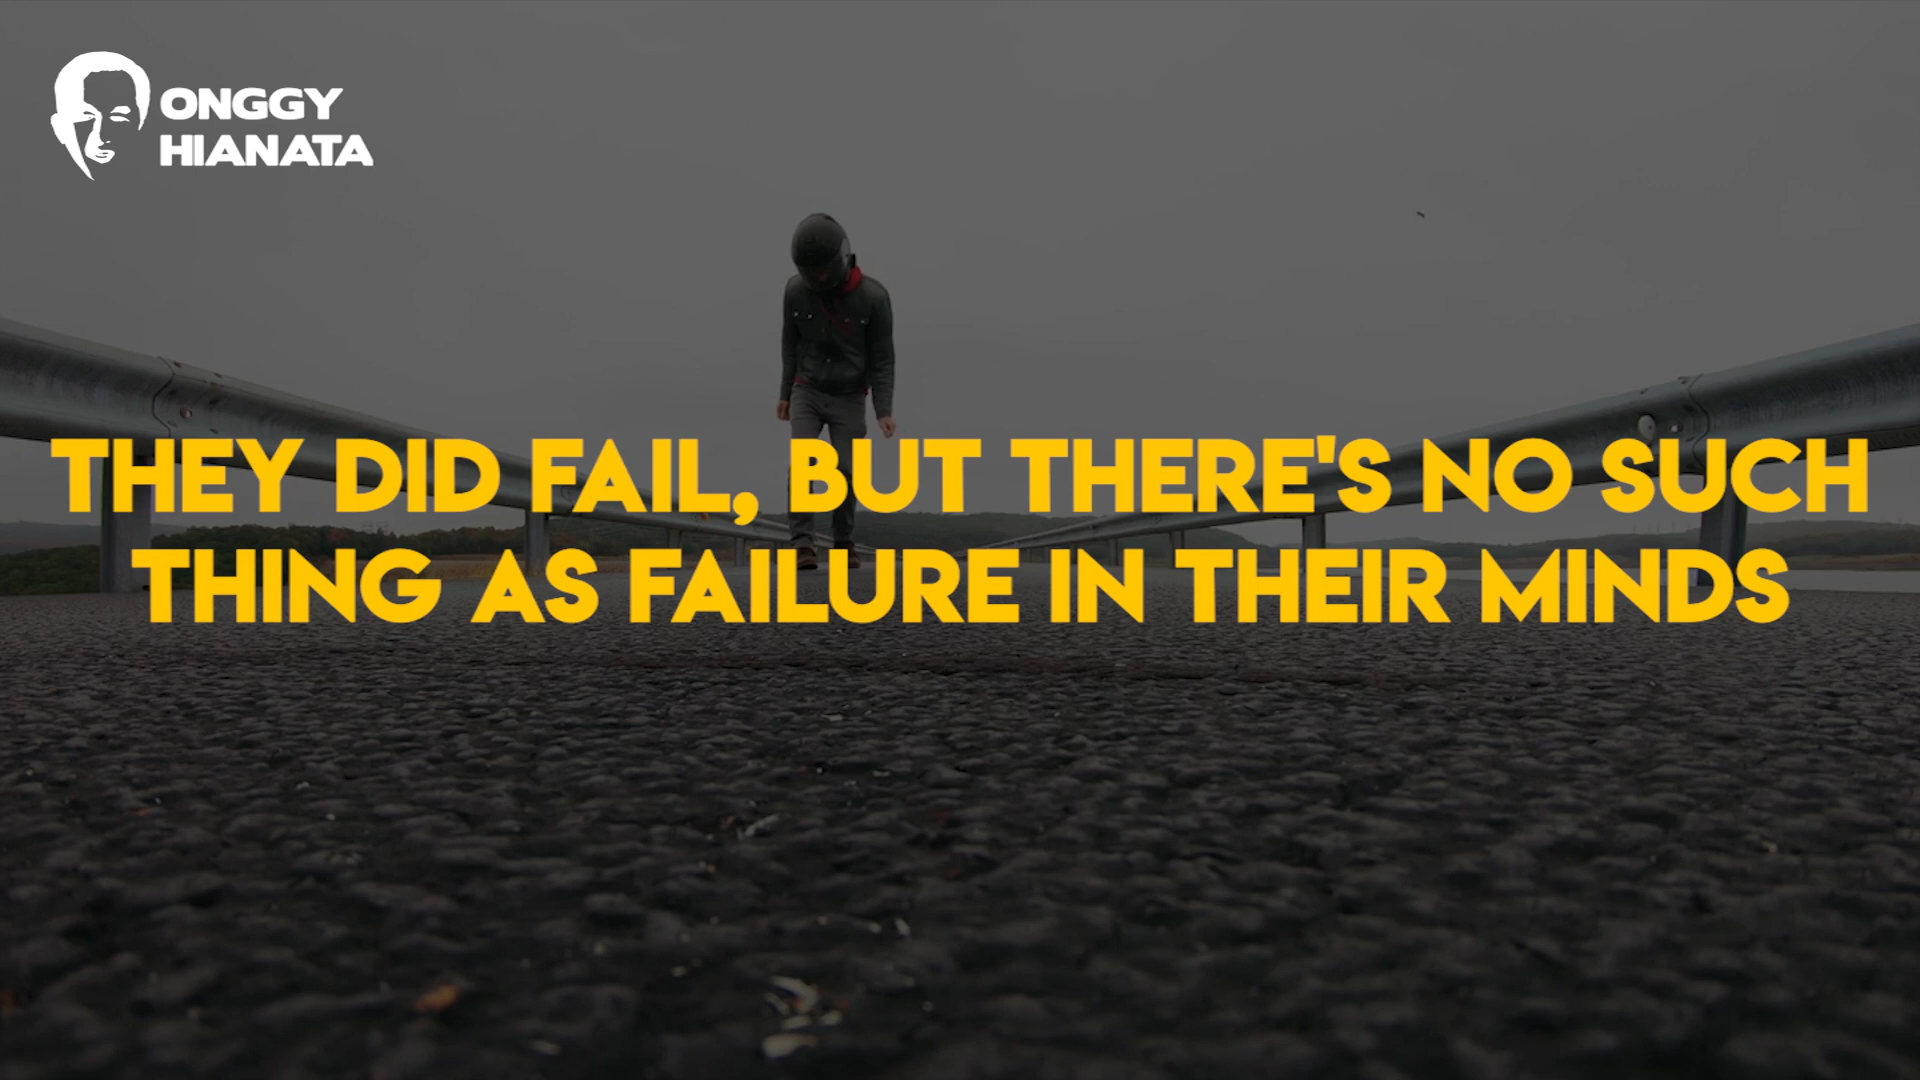 ONGGY
HIANATA
THEY DID FAIL, BUT THERE'S NO SUCH
THING AS FAILURE IN THEIR MINDS